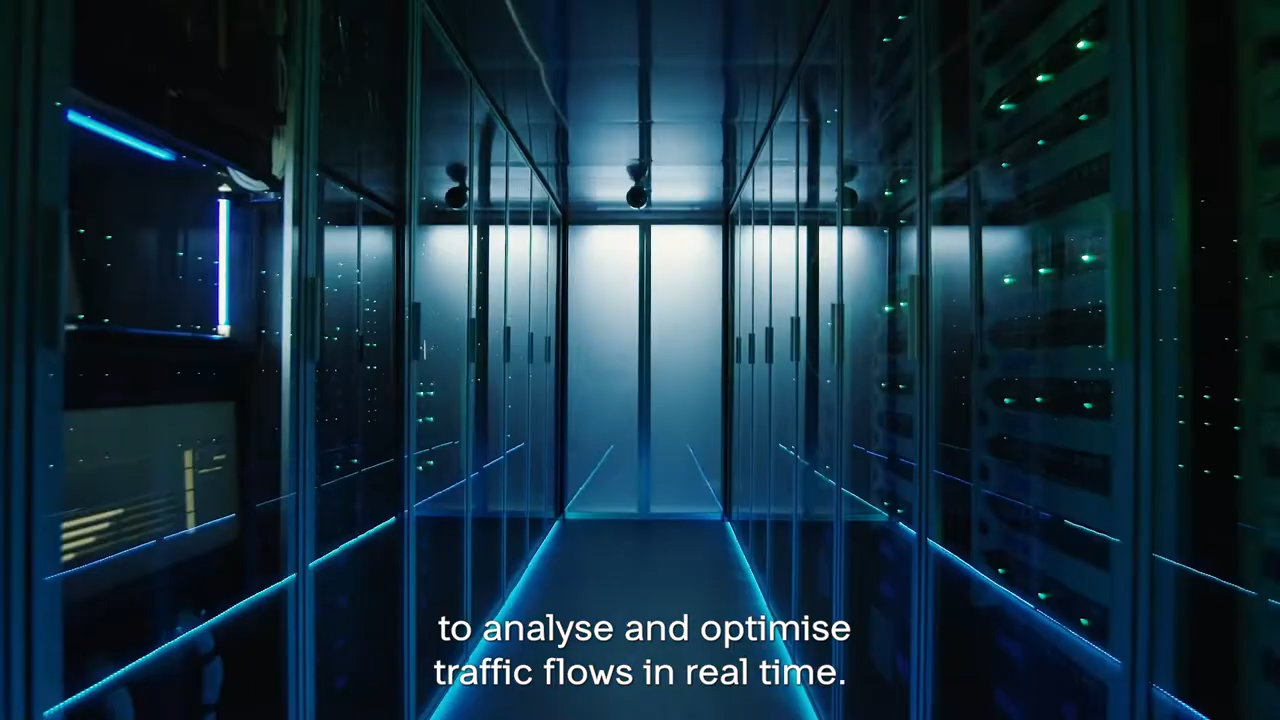 to analyse and optimise
traffic flows in real time.